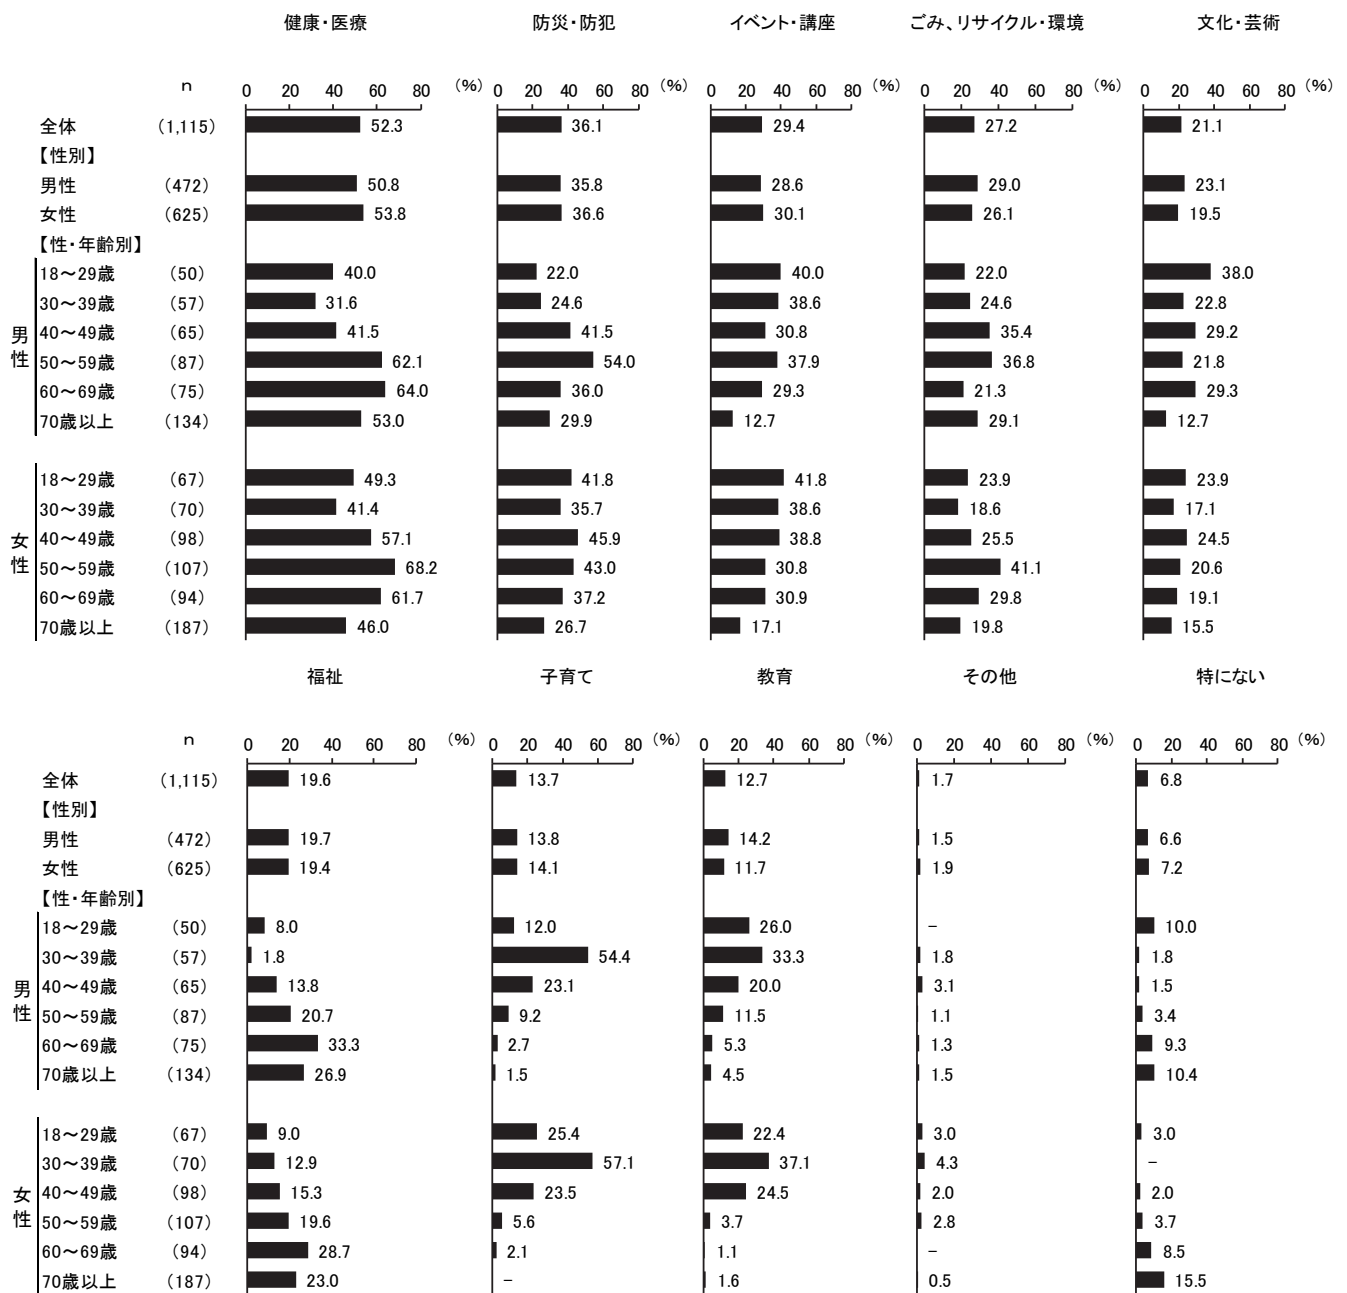 健康・医療 防災・防犯 イベント・講座 ごみ、リサイクル・環境 文化・芸術
n 0 20 40 60 80 (%) 0 20 40 60 80 (%) 0 20 40 60 80 (%) 0 20 40 60 80 (%) 0 20 40 60 80 (%)
全体 (1,115) 52.3 36.1 29.4 27.2 21.1
【性別】
男性 (472) 50.8 35.8 28.6 29.0 23.1
女性 (625) 53.8 36.6 30.1 26.1 19.5
【性・年齢別】
男性
18～29歳 (50) 40.0 22.0 40.0 22.0 38.0
30～39歳 (57) 31.6 24.6 38.6 24.6 22.8
40～49歳 (65) 41.5 41.5 30.8 35.4 29.2
50～59歳 (87) 62.1 54.0 37.9 36.8 21.8
60～69歳 (75) 64.0 36.0 29.3 21.3 29.3
70歳以上 (134) 53.0 29.9 12.7 29.1 12.7
女性
18～29歳 (67) 49.3 41.8 41.8 23.9 23.9
30～39歳 (70) 41.4 35.7 38.6 18.6 17.1
40～49歳 (98) 57.1 45.9 38.8 25.5 24.5
50～59歳 (107) 68.2 43.0 30.8 41.1 20.6
60～69歳 (94) 61.7 37.2 30.9 29.8 19.1
70歳以上 (187) 46.0 26.7 17.1 19.8 15.5
福祉 子育て 教育 その他 特にない
n 0 20 40 60 80 (%) 0 20 40 60 80 (%) 0 20 40 60 80 (%) 0 20 40 60 80 (%) 0 20 40 60 80 (%)
全体 (1,115) 19.6 13.7 12.7 1.7 6.8
【性別】
男性 (472) 19.7 13.8 14.2 1.5 6.6
女性 (625) 19.4 14.1 11.7 1.9 7.2
【性・年齢別】
男性
18～29歳 (50) 8.0 12.0 26.0 － 10.0
30～39歳 (57) 1.8 54.4 33.3 1.8 1.8
40～49歳 (65) 13.8 23.1 20.0 3.1 1.5
50～59歳 (87) 20.7 9.2 11.5 1.1 3.4
60～69歳 (75) 33.3 2.7 5.3 1.3 9.3
70歳以上 (134) 26.9 1.5 4.5 1.5 10.4
女性
18～29歳 (67) 9.0 25.4 22.4 3.0 3.0
30～39歳 (70) 12.9 57.1 37.1 4.3 －
40～49歳 (98) 15.3 23.5 24.5 2.0 2.0
50～59歳 (107) 19.6 5.6 3.7 2.8 3.7
60～69歳 (94) 28.7 2.1 1.1 － 8.5
70歳以上 (187) 23.0 － 1.6 0.5 15.5